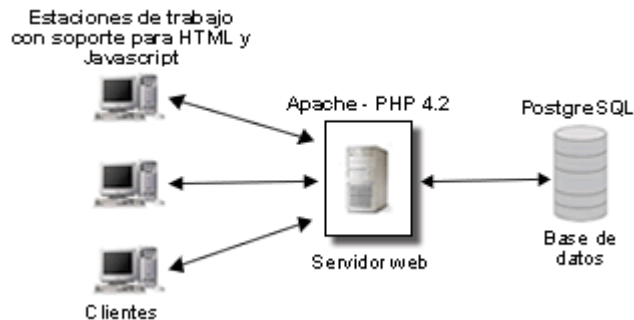 Estaciones de trabajo
con soporte para HTML y
Javascript
Apache - PHP 4.2
PostgreSQL
Servidor web
Base de
datos
Clientes